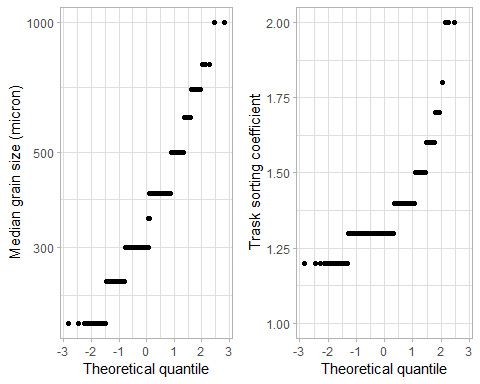 Median grain size (micron)
1000
500
300
-3 -2 -1 0 1 2 3
Theoretical quantile
Trask sorting coefficient
2.00
1.75
1.50
1.25
1.00
-3 -2 -1 0 1 2 3
Theoretical quantile